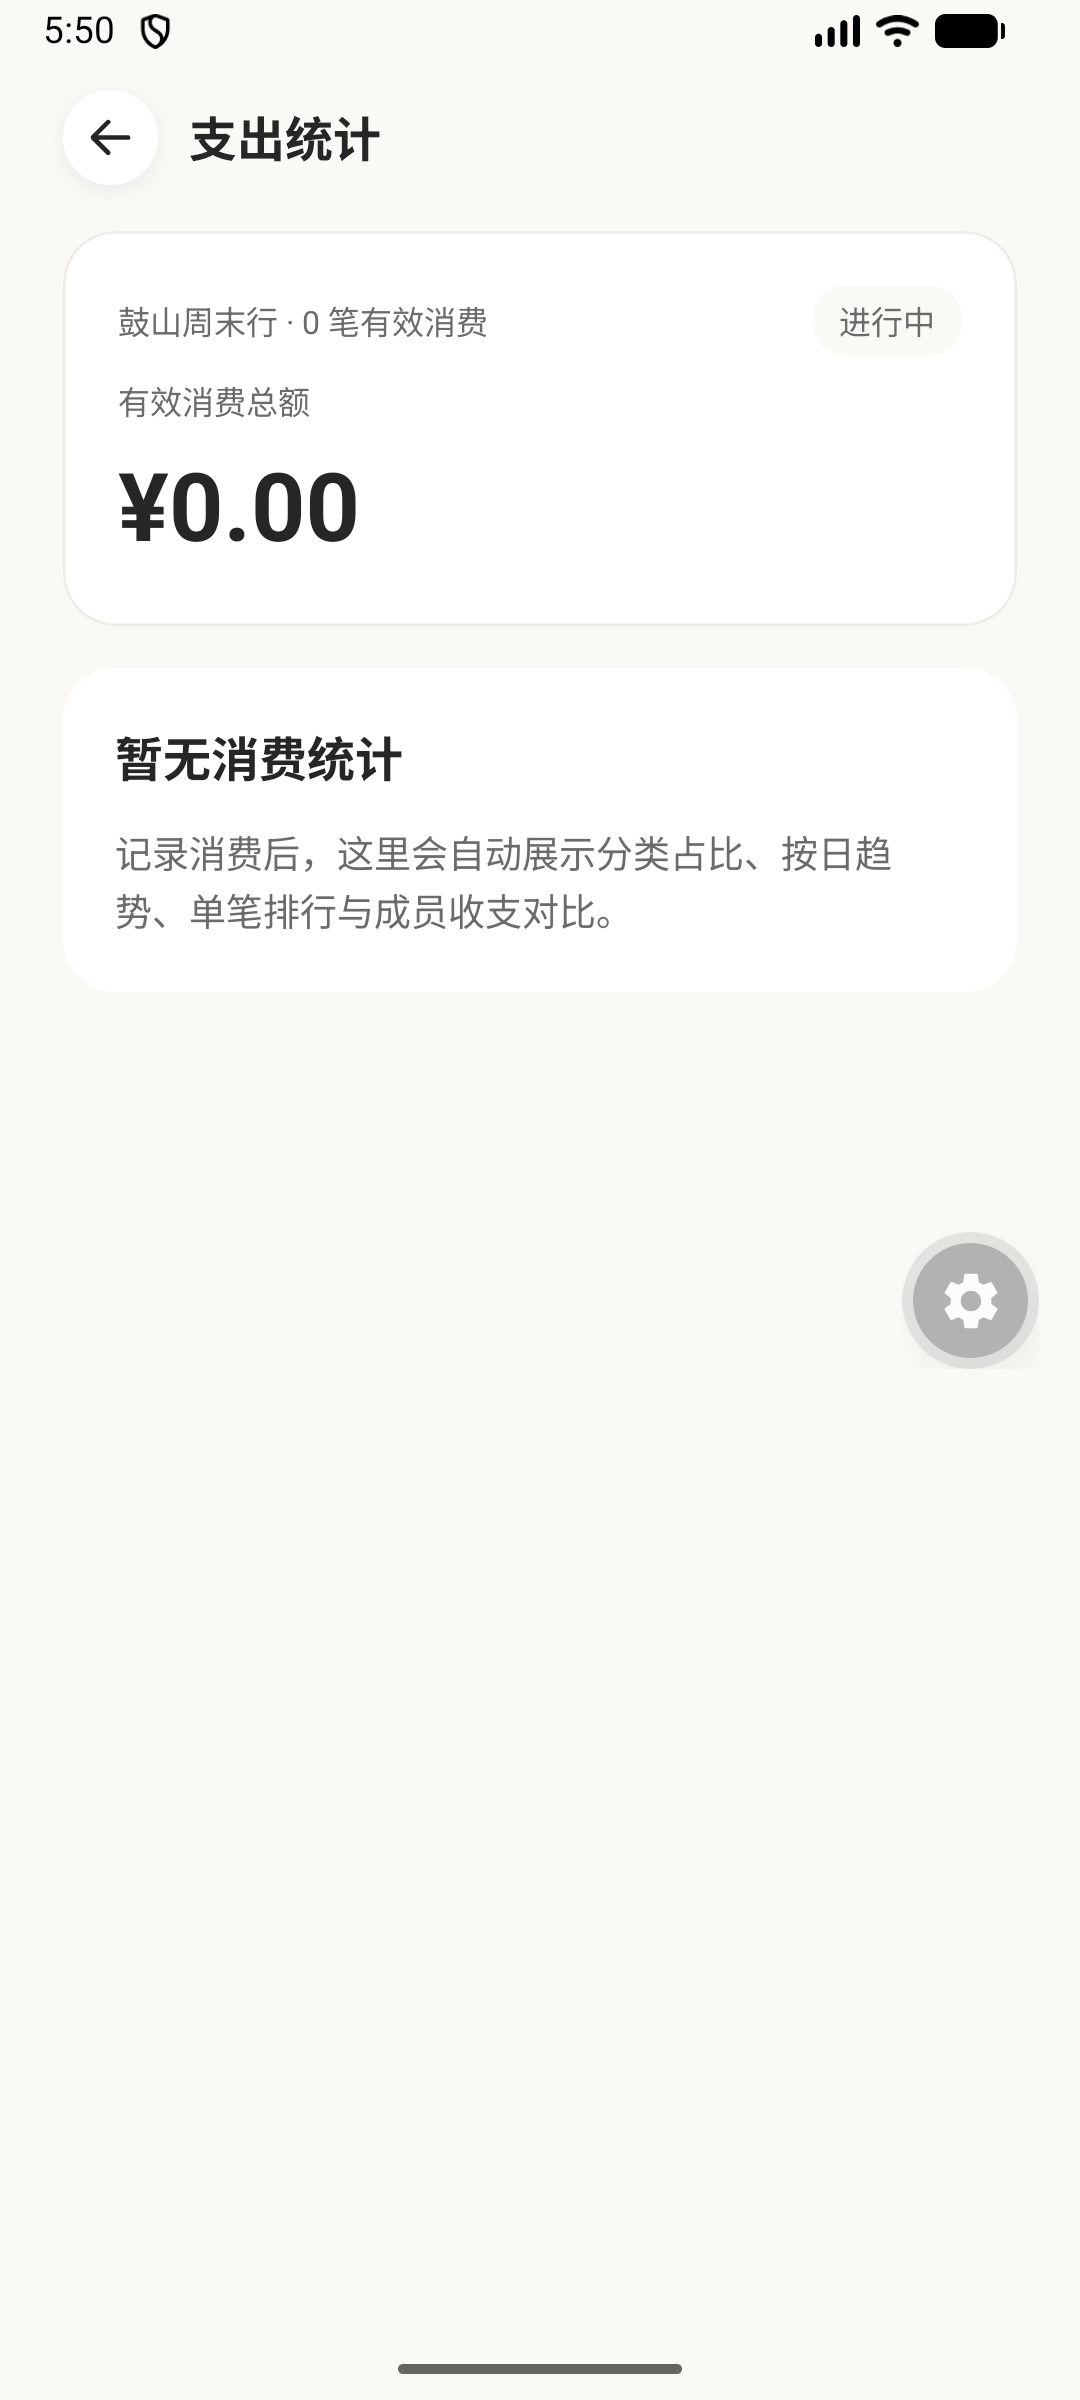 5:50
支出统计
鼓山周末行 · 0 笔有效消费
进行中
有效消费总额
¥0.00
暂无消费统计
记录消费后，这里会自动展示分类占比、按日趋
势、单笔排行与成员收支对比。